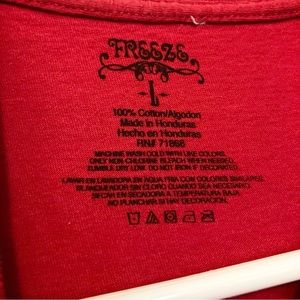 FREEZE
- L -
100% Cotton/Algodon
Made in Honduras
Hecho en Honduras
RN# 71866
MACHINE WASH COLD WITH LIKE COLORS.
ONLY NON-CHLORINE BLEACH WHEN NEEDED.
TUMBLE DRY LOW. DO NOT IRON IF DECORATED.
LAVAR EN LAVADORA EN AGUA FRIA CON COLORES SIMILARES.
BLANQUEADOR SIN CLORO CUANDO SEA NECESARIO.
SECAR EN SECADORA A TEMPERATURA BAJA.
NO PLANCHAR SI HAY DECORACION.